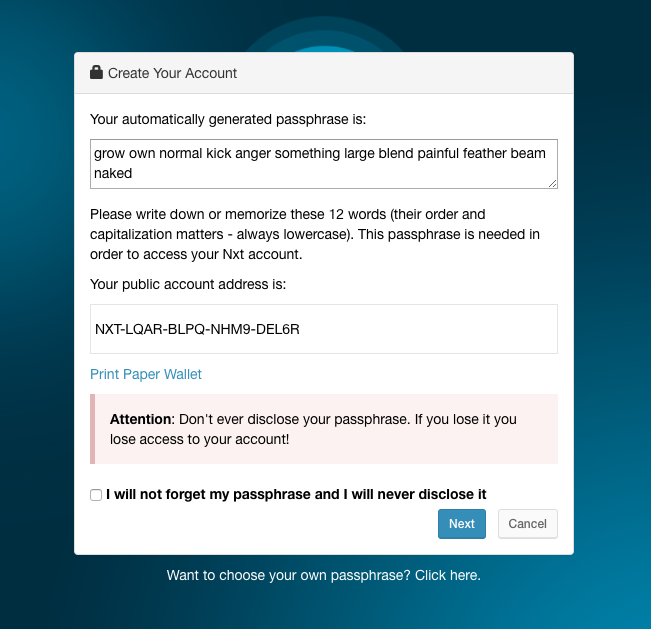 Create Your Account
Your automatically generated passphrase is:
grow own normal kick anger something large blend painful feather beam
naked
Please write down or memorize these 12 words (their order and
capitalization matters - always lowercase). This passphrase is needed in
order to access your Nxt account.
Your public account address is:
NXT-LQAR-BLPQ-NHM9-DEL6R
Print Paper Wallet
Attention: Don't ever disclose your passphrase. If you lose it you
lose access to your account!
I will not forget my passphrase and I will never disclose it
Next Cancel
Want to choose your own passphrase? Click here.